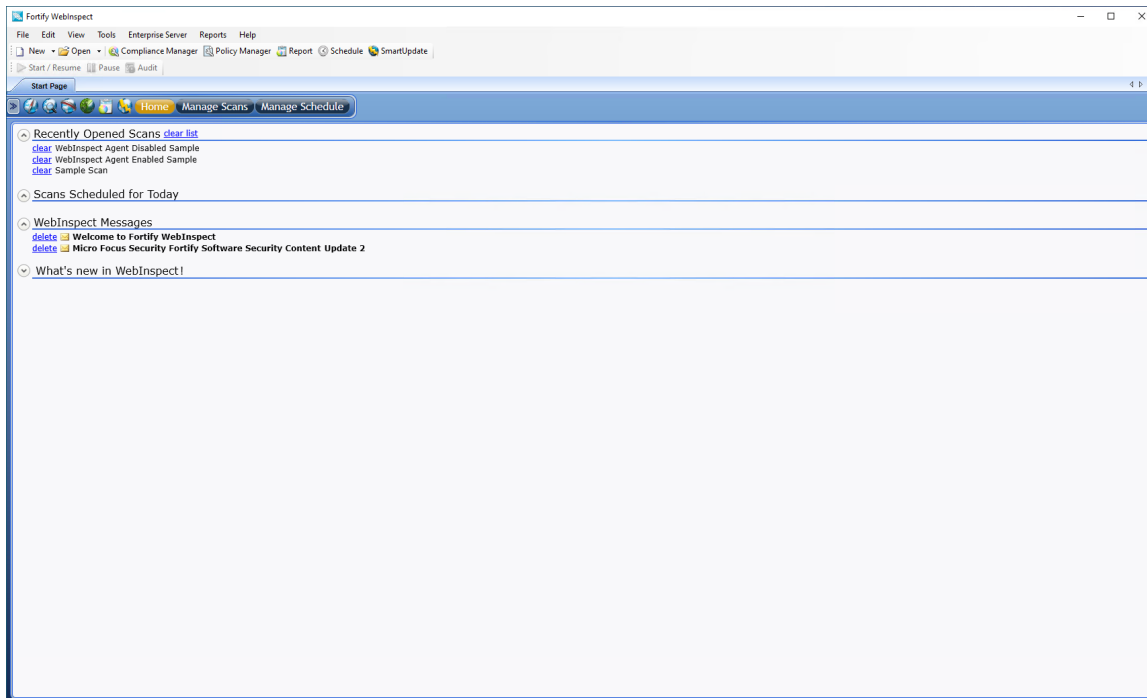 Fortify WebInspect
File Edit View Tools Enterprise Server Reports Help
New Open Compliance Manager Policy Manager Report Schedule SmartUpdate
Start / Resume Pause Audit
Start Page
Home Manage Scans Manage Schedule
Recently Opened Scans clear list
clear WebInspect Agent Disabled Sample
clear WebInspect Agent Enabled Sample
clear Sample Scan
Scans Scheduled for Today
WebInspect Messages
delete Welcome to Fortify WebInspect
delete Micro Focus Security Fortify Software Security Content Update 2
What's new in WebInspect!